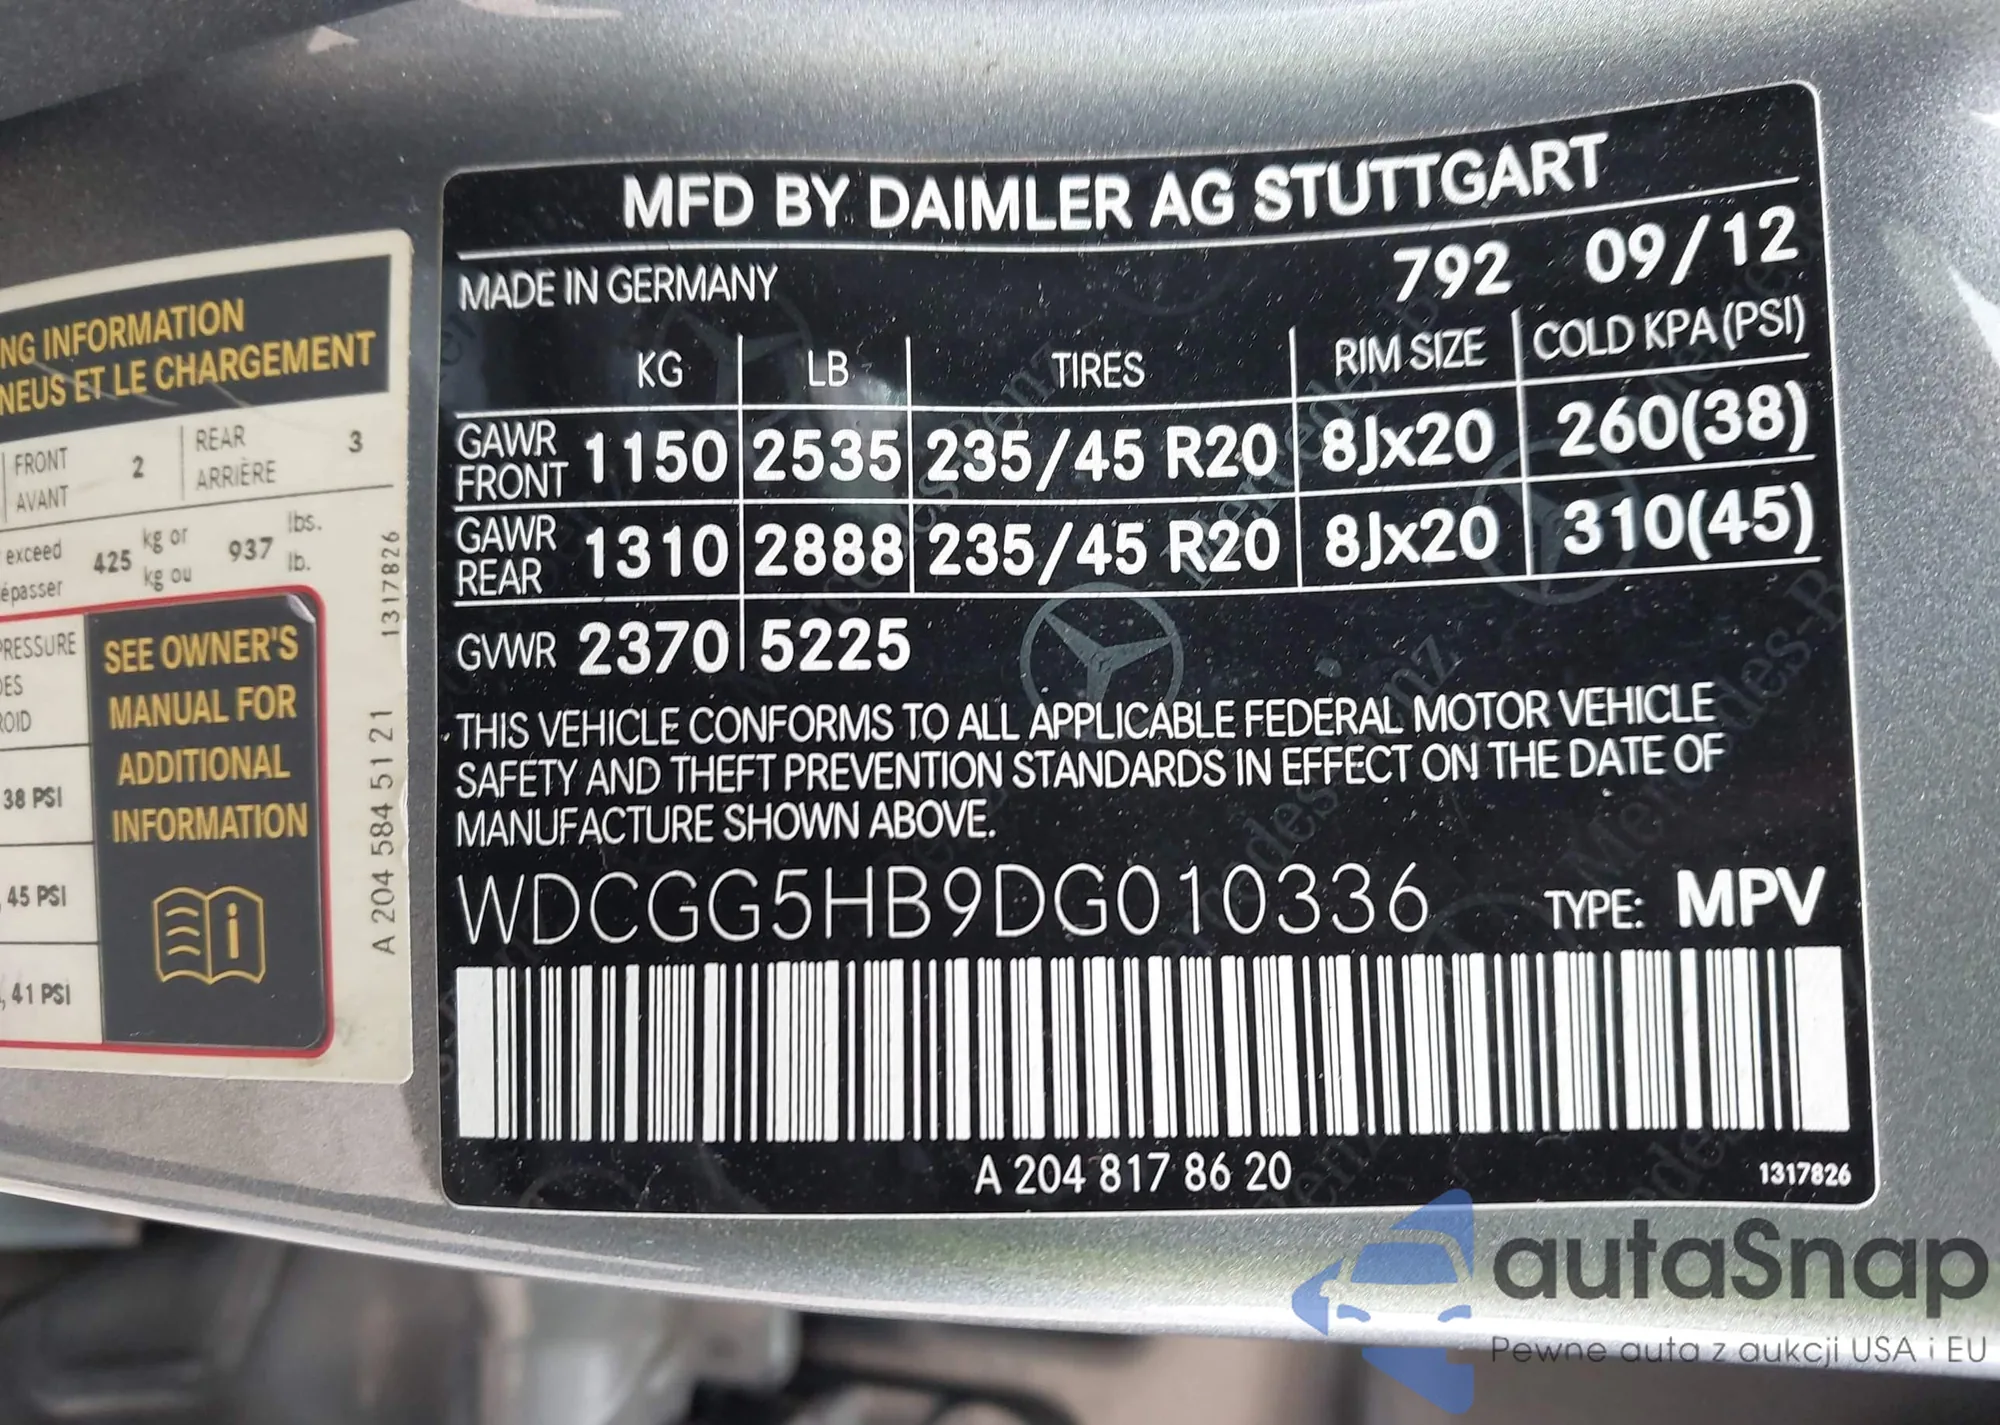 MFD BY DAIMLER AG STUTTGART
MADE IN GERMANY 792 09/12
KG LB TIRES RIM SIZE COLD KPA (PSI)
GAWR FRONT 1150 2535 235/45 R20 8Jx20 260(38)
GAWR REAR 1310 2888 235/45 R20 8Jx20 310(45)
GVWR 2370 5225
THIS VEHICLE CONFORMS TO ALL APPLICABLE FEDERAL MOTOR VEHICLE
SAFETY AND THEFT PREVENTION STANDARDS IN EFFECT ON THE DATE OF
MANUFACTURE SHOWN ABOVE.
WDCGG5HB9DG010336 TYPE: MPV
A 204 817 86 20 1317826
NG INFORMATION
NEUS ET LE CHARGEMENT
FRONT AVANT 2 REAR ARRIÈRE 3
exceed 425 kg or 937 lbs.
épasser kg ou lb.
PRESSURE
DES
ROID
38 PSI
45 PSI
41 PSI
SEE OWNER'S
MANUAL FOR
ADDITIONAL
INFORMATION
A 204 584 51 21 1317826
autaSnap
Pewne auta z aukcji USA i EU